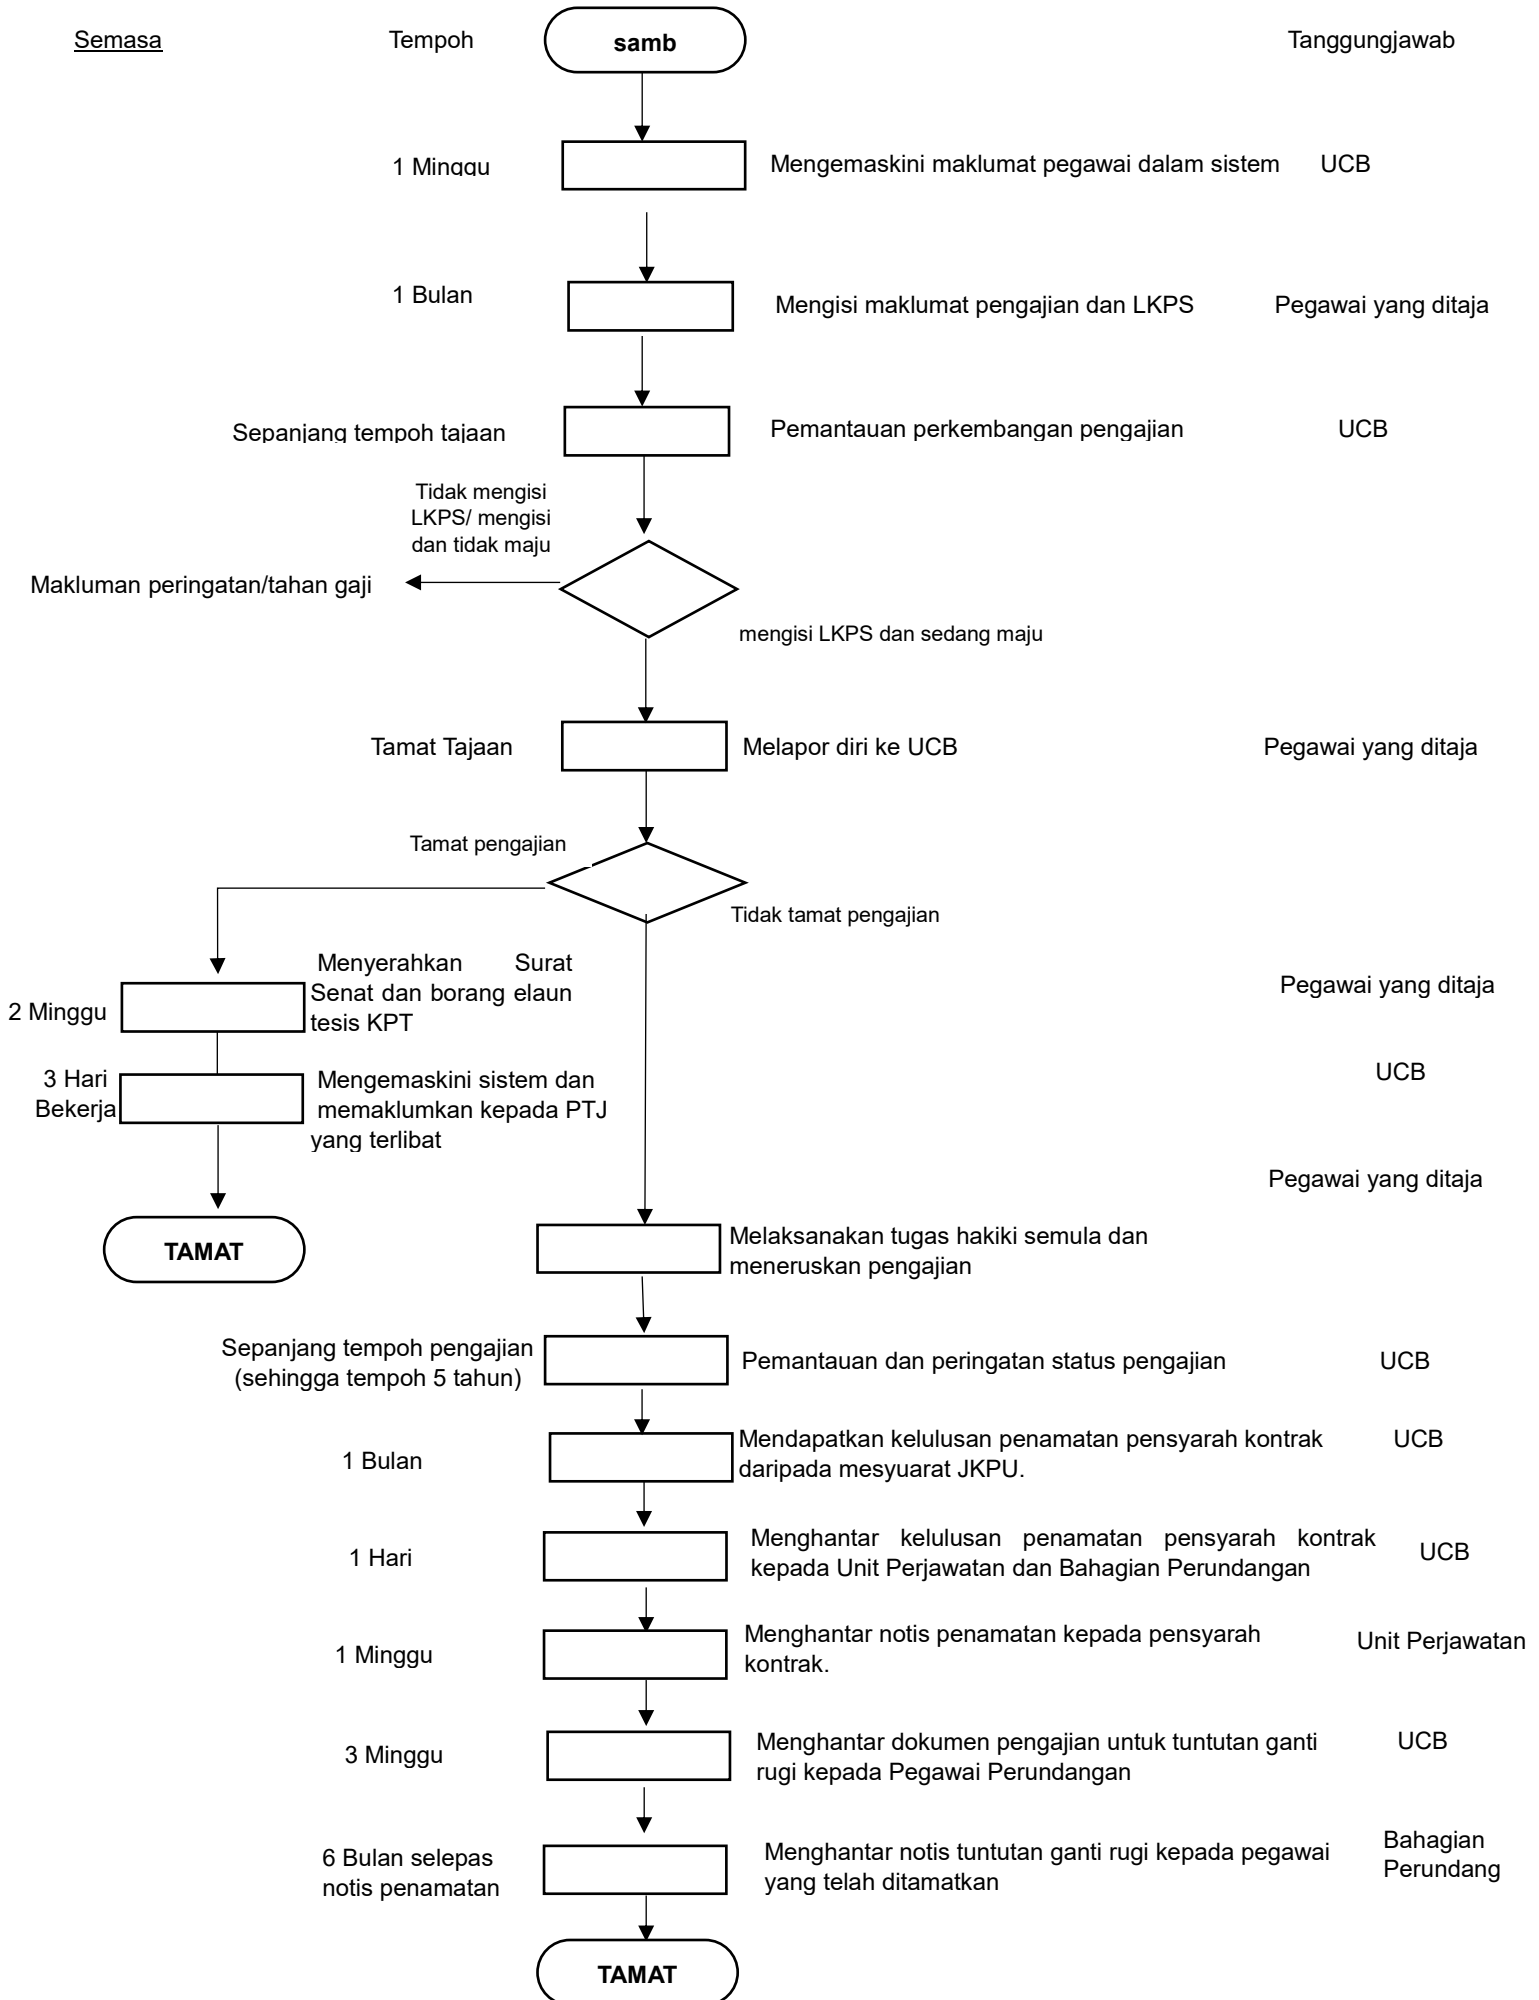 Semasa
Tempoh
samb
Tanggungjawab
1 Minggu
Mengemaskini maklumat pegawai dalam sistem
UCB
1 Bulan
Mengisi maklumat pengajian dan LKPS
Pegawai yang ditaja
Sepanjang tempoh tajaan
Pemantauan perkembangan pengajian
UCB
Tidak mengisi
LKPS/ mengisi
dan tidak maju
Makluman peringatan/tahan gaji
mengisi LKPS dan sedang maju
Tamat Tajaan
Melapor diri ke UCB
Pegawai yang ditaja
Tamat pengajian
Tidak tamat pengajian
2 Minggu
Menyerahkan Surat
Senat dan borang elaun
tesis KPT
Pegawai yang ditaja
3 Hari
Bekerja
Mengemaskini sistem dan
memaklumkan kepada PTJ
yang terlibat
UCB
Pegawai yang ditaja
TAMAT
Melaksanakan tugas hakiki semula dan
meneruskan pengajian
Sepanjang tempoh pengajian
(sehingga tempoh 5 tahun)
Pemantauan dan peringatan status pengajian
UCB
1 Bulan
Mendapatkan kelulusan penamatan pensyarah kontrak
daripada mesyuarat JKPU.
UCB
1 Hari
Menghantar kelulusan penamatan pensyarah kontrak
kepada Unit Perjawatan dan Bahagian Perundangan
UCB
1 Minggu
Menghantar notis penamatan kepada pensyarah
kontrak.
Unit Perjawatan
3 Minggu
Menghantar dokumen pengajian untuk tuntutan ganti
rugi kepada Pegawai Perundangan
UCB
6 Bulan selepas
notis penamatan
Menghantar notis tuntutan ganti rugi kepada pegawai
yang telah ditamatkan
Bahagian
Perundang
TAMAT